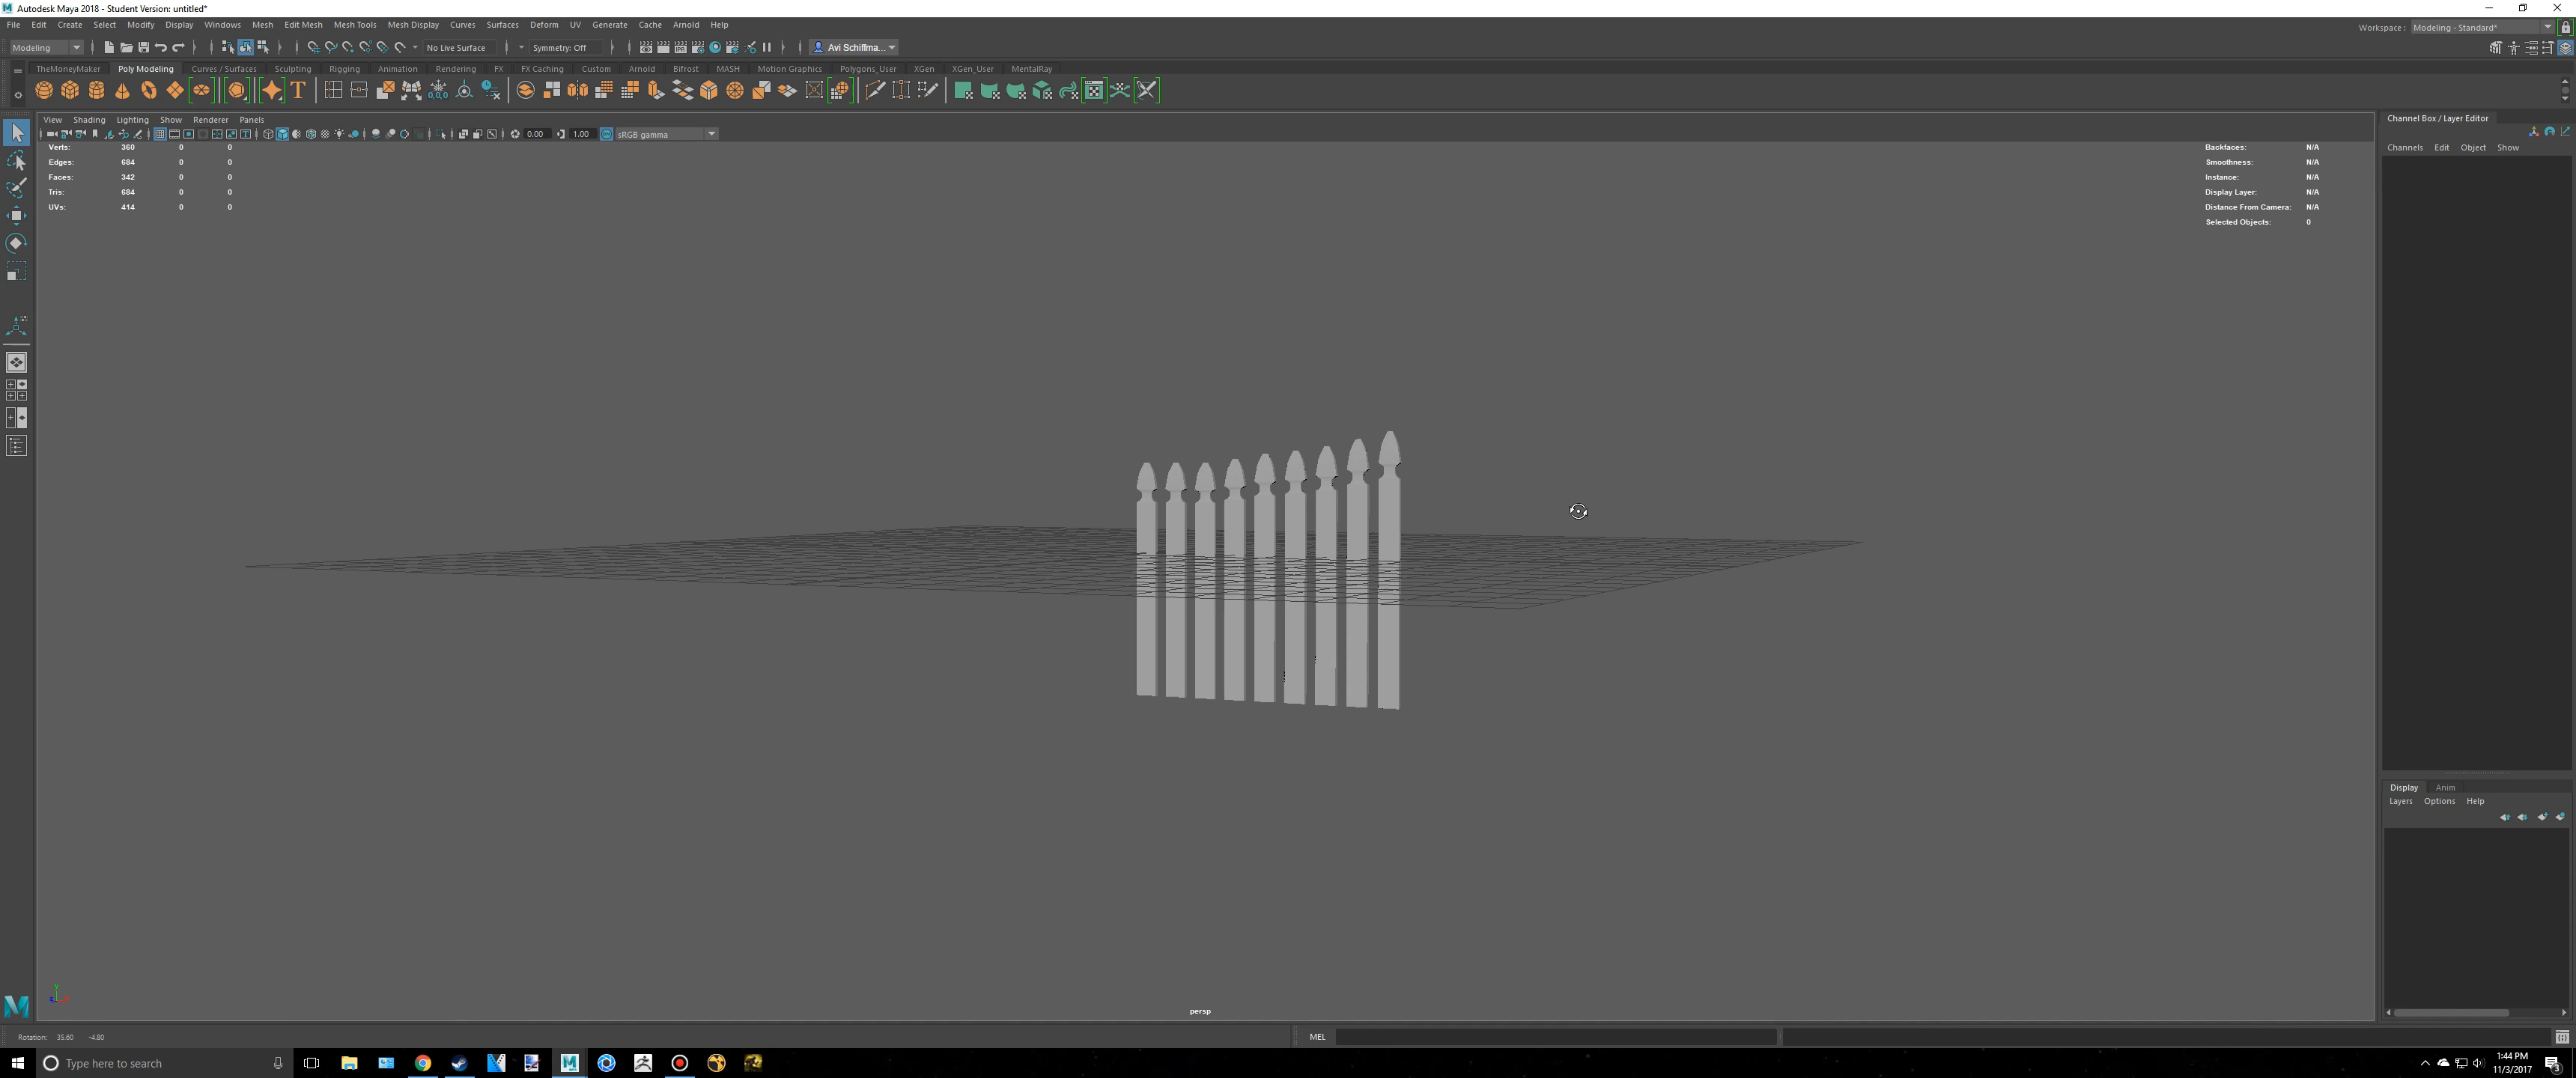 Autodesk Maya 2018 - Student Version: untitled*
File Edit Create Select Modify Display Windows Mesh Edit Mesh Mesh Tools Mesh Display Curves Surfaces Deform UV Generate Cache Arnold Help
Workspace : Modeling - Standard*
Modeling No Live Surface Symmetry: Off Avi Schiffma...
TheMoneyMaker Poly Modeling Curves / Surfaces Sculpting Rigging Animation Rendering FX FX Caching Custom Arnold Bifrost MASH Motion Graphics Polygons_User XGen XGen_User MentalRay
View Shading Lighting Show Renderer Panels
0.00 1.00 sRGB gamma
Channel Box / Layer Editor
Channels Edit Object Show
Verts: 360 0 0
Edges: 684 0 0
Faces: 342 0 0
Tris: 684 0 0
UVs: 414 0 0
Backfaces: N/A
Smoothness: N/A
Instance: N/A
Display Layer: N/A
Distance From Camera: N/A
Selected Objects: 0
Display Anim
Layers Options Help
persp
Rotation: 35.60 -4.80
MEL
Type here to search
1:44 PM
11/3/2017